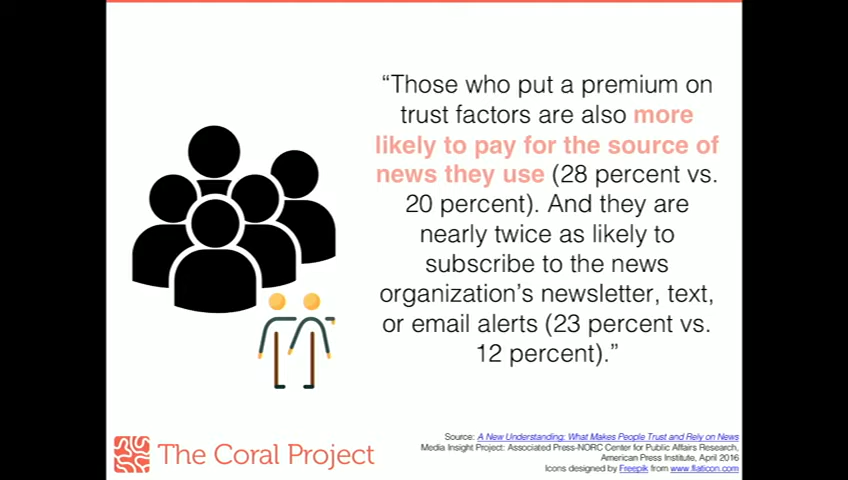 “Those who put a premium on
trust factors are also more
likely to pay for the source of
news they use (28 percent vs.
20 percent). And they are
nearly twice as likely to
subscribe to the news
organization’s newsletter, text,
or email alerts (23 percent vs.
12 percent).”
The Coral Project
Source: A New Understanding: What Makes People Trust and Rely on News
Media Insight Project: Associated Press-NORC Center for Public Affairs Research,
American Press Institute, April 2016
Icons designed by Freepik from www.flaticon.com